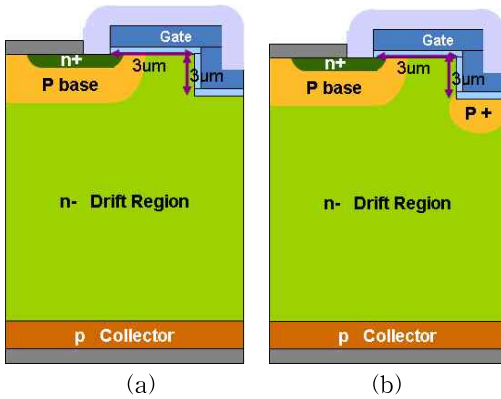 Gate
n+
3um
3um
P base
n- Drift Region
p Collector
(a)
Gate
n+
3um
3um
P base
P +
n- Drift Region
p Collector
(b)